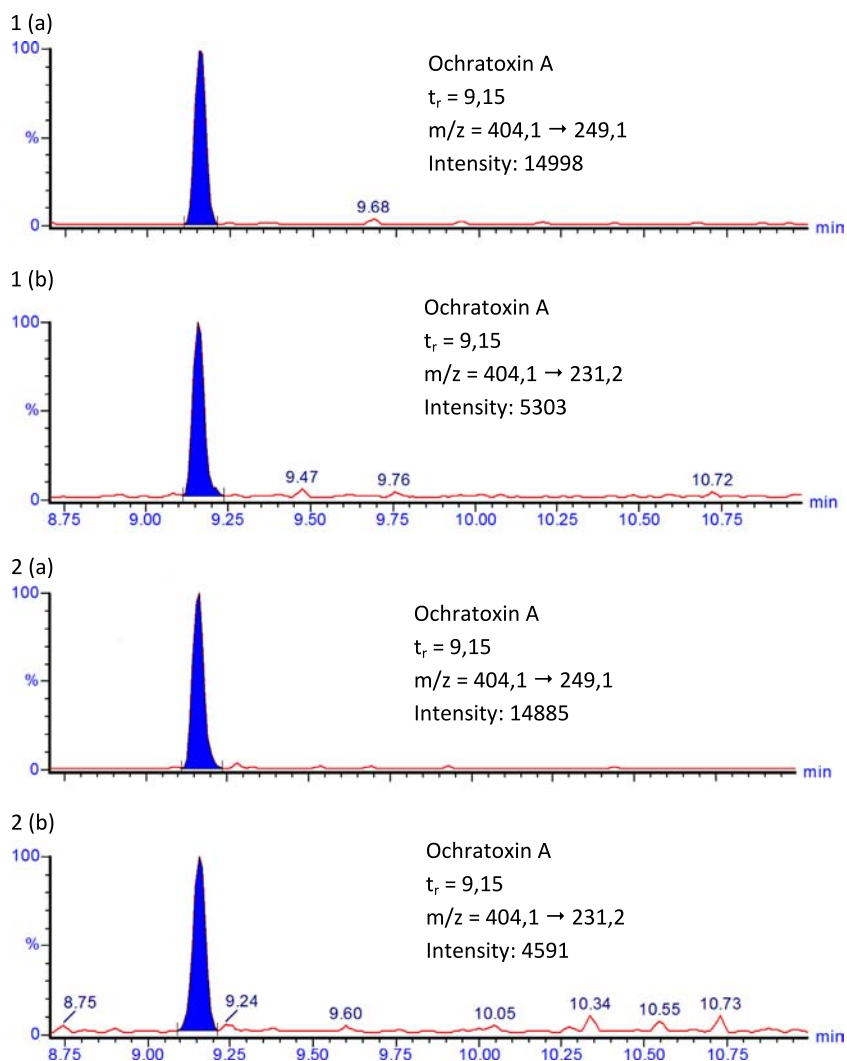 1 (a)
100
%
0
9.68
min
Ochratoxin A
tr = 9,15
m/z = 404,1 → 249,1
Intensity: 14998
1 (b)
100
%
0
9.47
9.76
10.72
min
8.75 9.00 9.25 9.50 9.75 10.00 10.25 10.50 10.75
Ochratoxin A
tr = 9,15
m/z = 404,1 → 231,2
Intensity: 5303
2 (a)
100
%
0
min
Ochratoxin A
tr = 9,15
m/z = 404,1 → 249,1
Intensity: 14885
2 (b)
100
%
0
8.75
9.24
9.60
10.05
10.34
10.55
10.73
min
8.75 9.00 9.25 9.50 9.75 10.00 10.25 10.50 10.75
Ochratoxin A
tr = 9,15
m/z = 404,1 → 231,2
Intensity: 4591